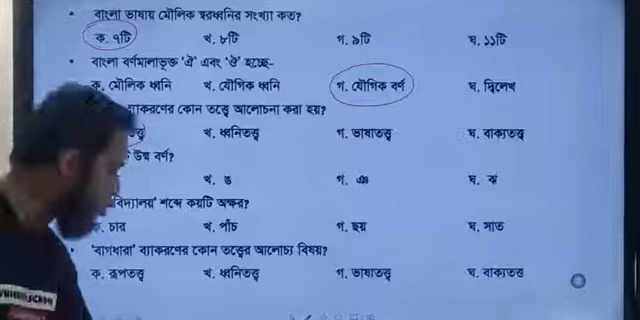 • বাংলা ভাষায় মৌলিক স্বরধ্বনির সংখ্যা কত?
ক. ৭টি খ. ৮টি গ. ৯টি ঘ. ১১টি
• বাংলা বর্ণমালাভুক্ত ‘ঐ’ এবং ‘ঔ’ হচ্ছে-
ক. মৌলিক ধ্বনি খ. যৌগিক ধ্বনি গ. যৌগিক বর্ণ ঘ. দ্বিলেখ
ব্যাকরণের কোন তত্ত্বে আলোচনা করা হয়?
খ. ধ্বনিতত্ত্ব গ. ভাষাতত্ত্ব ঘ. বাক্যতত্ত্ব
উষ্ম বর্ণ?
খ. ঙ গ. ঞ ঘ. ঝ
বিদ্যালয়’ শব্দে কয়টি অক্ষর?
ক. চার খ. পাঁচ গ. ছয় ঘ. সাত
• ‘বাগধারা’ ব্যাকরণের কোন তত্ত্বের আলোচ্য বিষয়?
ক. রূপতত্ত্ব খ. ধ্বনিতত্ত্ব গ. ভাষাতত্ত্ব ঘ. বাক্যতত্ত